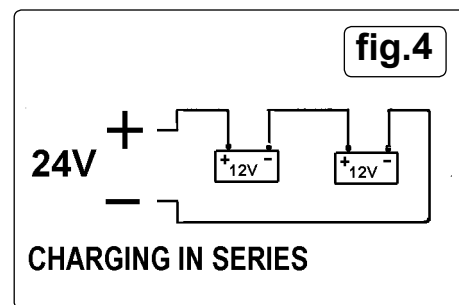 fig.4
+
24V
+ - 12V
+ - 12V
−
CHARGING IN SERIES